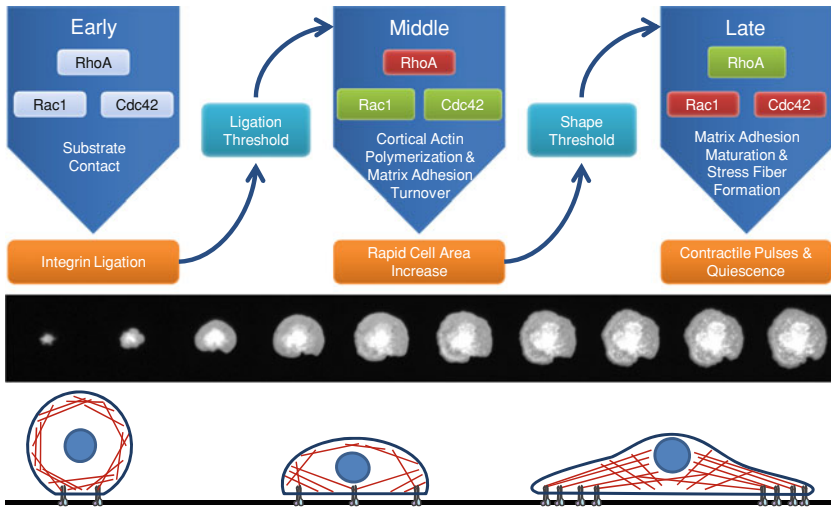 Early
RhoA
Rac1
Cdc42
Substrate
Contact
Integrin Ligation
Ligation
Threshold
Middle
RhoA
Rac1
Cdc42
Cortical Actin
Polymerization &
Matrix Adhesion
Turnover
Rapid Cell Area
Increase
Shape
Threshold
Late
RhoA
Rac1
Cdc42
Matrix Adhesion
Maturation &
Stress Fiber
Formation
Contractile Pulses &
Quiescence